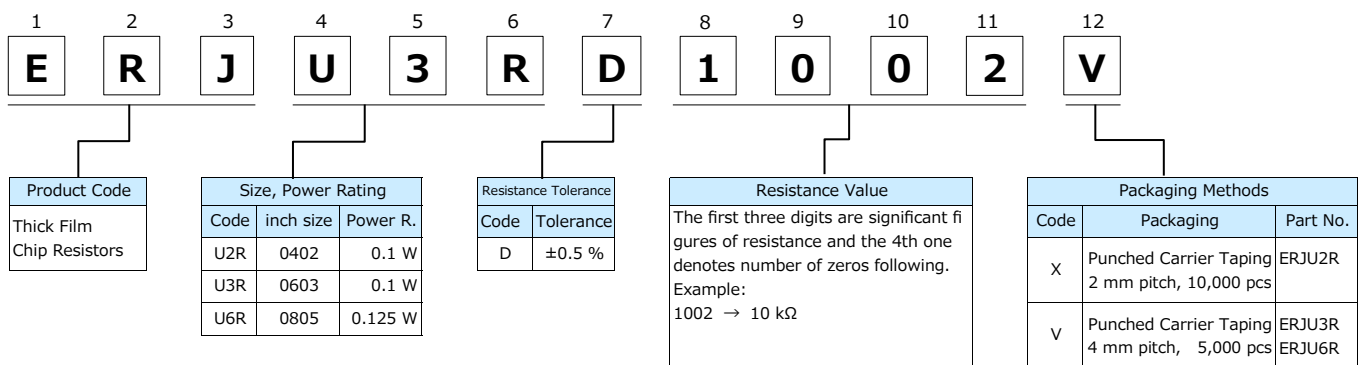 1 2 3 4 5 6 7 8 9 10 11 12
E R J U 3 R D 1 0 0 2 V
Product Code
Thick Film
Chip Resistors
Size, Power Rating
Code inch size Power R.
U2R 0402 0.1 W
U3R 0603 0.1 W
U6R 0805 0.125 W
Resistance Tolerance
Code Tolerance
D ±0.5 %
Resistance Value
The first three digits are significant fi
gures of resistance and the 4th one
denotes number of zeros following.
Example:
1002 → 10 kΩ
Packaging Methods
Code Packaging Part No.
X Punched Carrier Taping ERJU2R
2 mm pitch, 10,000 pcs
V Punched Carrier Taping ERJU3R
4 mm pitch, 5,000 pcs ERJU6R